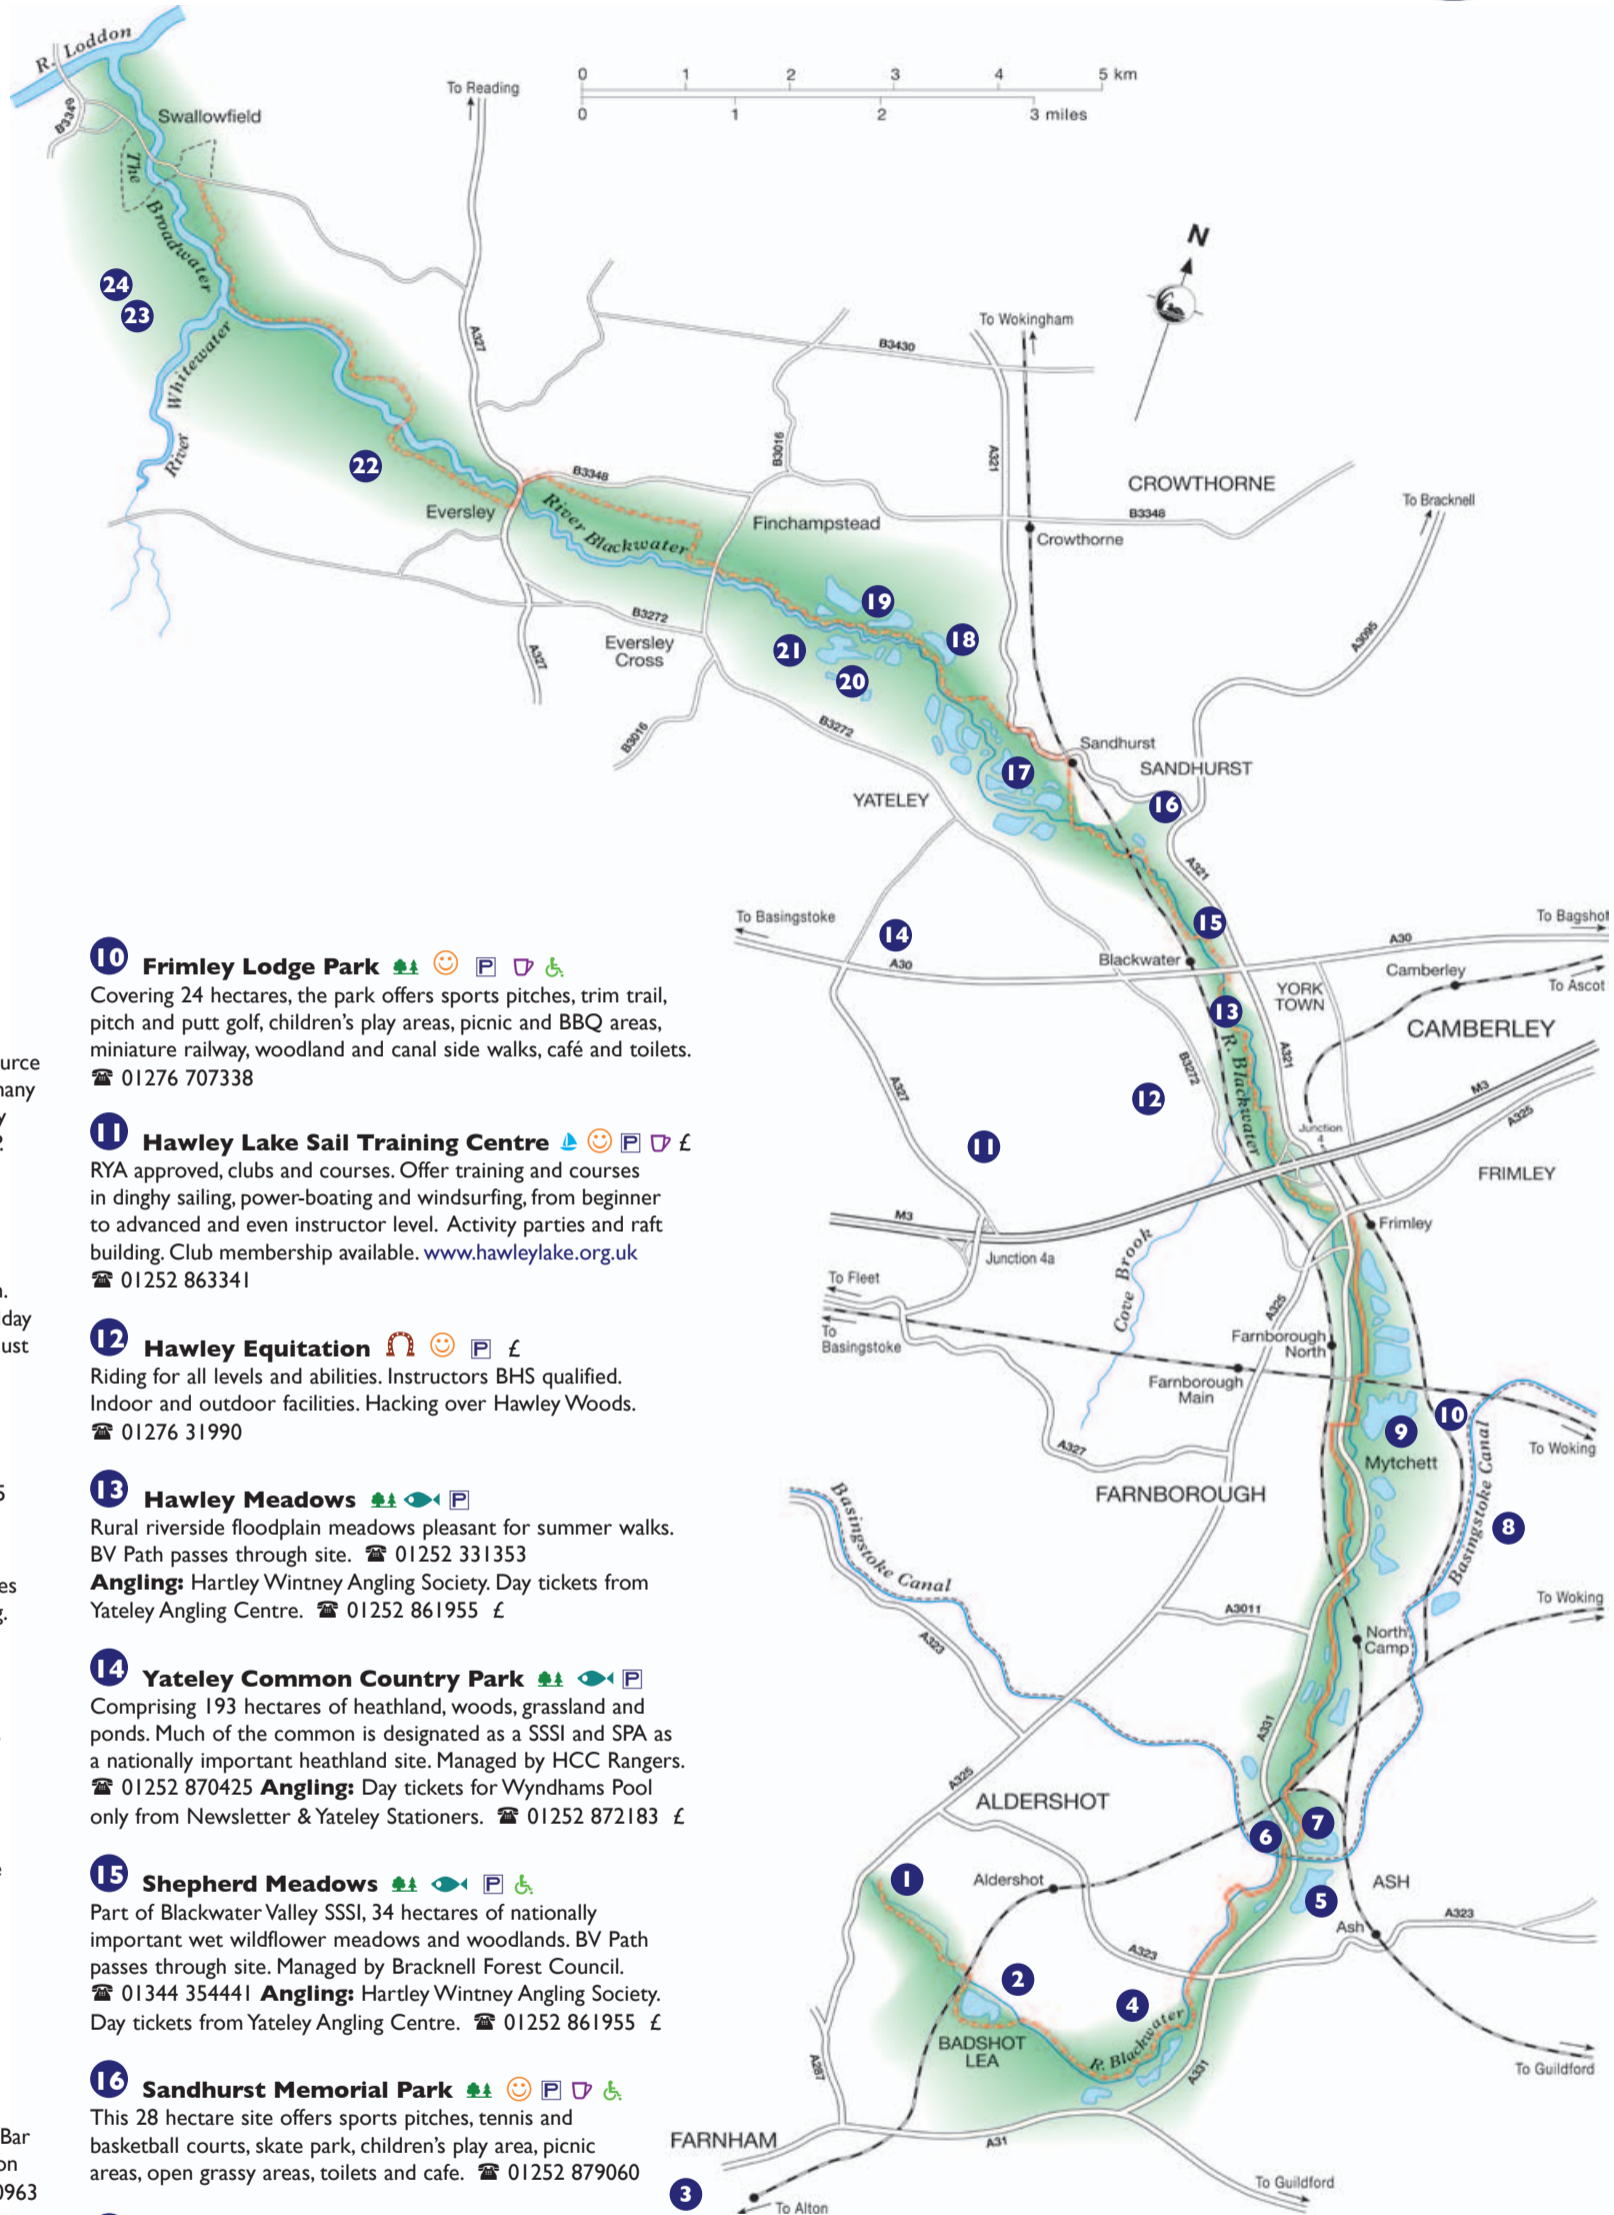 R. Loddon
B3349
Swallowfield
The
Broadwater
To Reading
0 1 2 3 4 5 km
0 1 2 3 miles
N
24
23
River
Whitewater
22
A327
B3430
To Wokingham
B3016
A321
B3348
Eversley
River Blackwater
Finchampstead
CROWTHORNE
B3348
Crowthorne
To Bracknell
A3095
B3272
Eversley
Cross
A327
B3016
19
18
21
20
B3272
17
Sandhurst
SANDHURST
16
YATELEY
A321
To Basingstoke
14
A30
15
Blackwater
To Bagshot
A30
Camberley
To Ascot
YORK
TOWN
CAMBERLEY
13
R. Blackwater
A321
B3272
A327
12
11
M3
A325
Junction
4
FRIMLEY
M3
Junction 4a
Frimley
Cove Brook
To Fleet
To
Basingstoke
A325
Farnborough
North
Farnborough
Main
9
10
Mytchett
Basingstoke Canal
To Woking
A327
FARNBOROUGH
8
Basingstoke Canal
A323
A3011
North
Camp
To Woking
A331
A325
ALDERSHOT
6
7
1
Aldershot
5
ASH
Ash
A323
A323
2
4
R. Blackwater
BADSHOT
LEA
A331
A287
To Guildford
FARNHAM
A31
3
To Alton
To Guildford
10 Frimley Lodge Park
Covering 24 hectares, the park offers sports pitches, trim trail,
pitch and putt golf, children's play areas, picnic and BBQ areas,
miniature railway, woodland and canal side walks, café and toilets.
☎ 01276 707338
11 Hawley Lake Sail Training Centre £
RYA approved, clubs and courses. Offer training and courses
in dinghy sailing, power-boating and windsurfing, from beginner
to advanced and even instructor level. Activity parties and raft
building. Club membership available. www.hawleylake.org.uk
☎ 01252 863341
12 Hawley Equitation P £
Riding for all levels and abilities. Instructors BHS qualified.
Indoor and outdoor facilities. Hacking over Hawley Woods.
☎ 01276 31990
13 Hawley Meadows P
Rural riverside floodplain meadows pleasant for summer walks.
BV Path passes through site. ☎ 01252 331353
Angling: Hartley Wintney Angling Society. Day tickets from
Yateley Angling Centre. ☎ 01252 861955 £
14 Yateley Common Country Park P
Comprising 193 hectares of heathland, woods, grassland and
ponds. Much of the common is designated as a SSSI and SPA as
a nationally important heathland site. Managed by HCC Rangers.
☎ 01252 870425 Angling: Day tickets for Wyndhams Pool
only from Newsletter & Yateley Stationers. ☎ 01252 872183 £
15 Shepherd Meadows P
Part of Blackwater Valley SSSI, 34 hectares of nationally
important wet wildflower meadows and woodlands. BV Path
passes through site. Managed by Bracknell Forest Council.
☎ 01344 354441 Angling: Hartley Wintney Angling Society.
Day tickets from Yateley Angling Centre. ☎ 01252 861955 £
16 Sandhurst Memorial Park P
This 28 hectare site offers sports pitches, tennis and
basketball courts, skate park, children's play area, picnic
areas, open grassy areas, toilets and cafe. ☎ 01252 879060